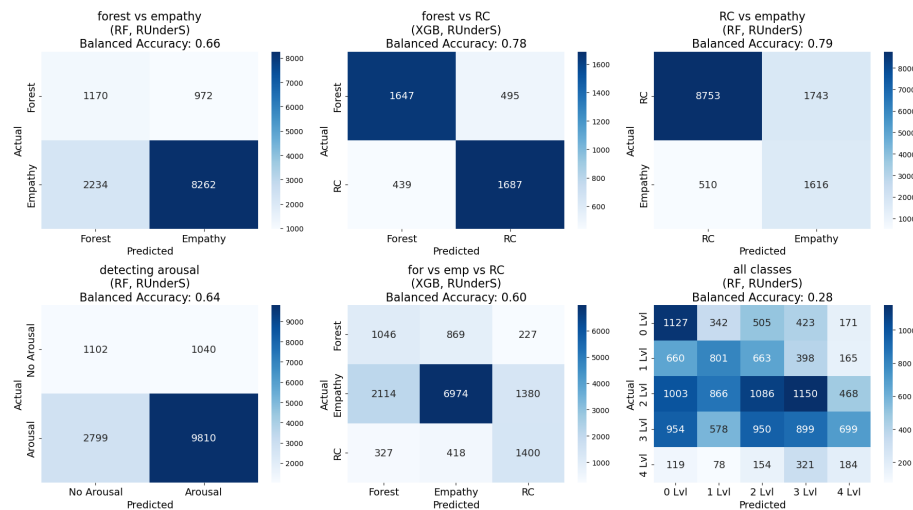 forest vs empathy
(RF, RUnderS)
Balanced Accuracy: 0.66
Actual
Forest
Empathy
1170 972
2234 8262
Forest Empathy
Predicted
8000
7000
6000
5000
4000
3000
2000
1000
forest vs RC
(XGB, RUnderS)
Balanced Accuracy: 0.78
Actual
Forest
RC
1647 495
439 1687
Forest RC
Predicted
1600
1400
1200
1000
800
600
RC vs empathy
(RF, RUnderS)
Balanced Accuracy: 0.79
Actual
RC
Empathy
8753 1743
510 1616
RC Empathy
Predicted
8000
7000
6000
5000
4000
3000
2000
1000
detecting arousal
(RF, RUnderS)
Balanced Accuracy: 0.64
Actual
No Arousal
Arousal
1102 1040
2799 9810
No Arousal Arousal
Predicted
9000
8000
7000
6000
5000
4000
3000
2000
for vs emp vs RC
(XGB, RUnderS)
Balanced Accuracy: 0.60
Actual
Forest
Empathy
RC
1046 869 227
2114 6974 1380
327 418 1400
Forest Empathy RC
Predicted
6000
5000
4000
3000
2000
1000
all classes
(RF, RUnderS)
Balanced Accuracy: 0.28
Actual
0 Lvl
1 Lvl
2 Lvl
3 Lvl
4 Lvl
1127 342 505 423 171
660 801 663 398 165
1003 866 1086 1150 468
954 578 950 899 699
119 78 154 321 184
0 Lvl 1 Lvl 2 Lvl 3 Lvl 4 Lvl
Predicted
1000
800
600
400
200